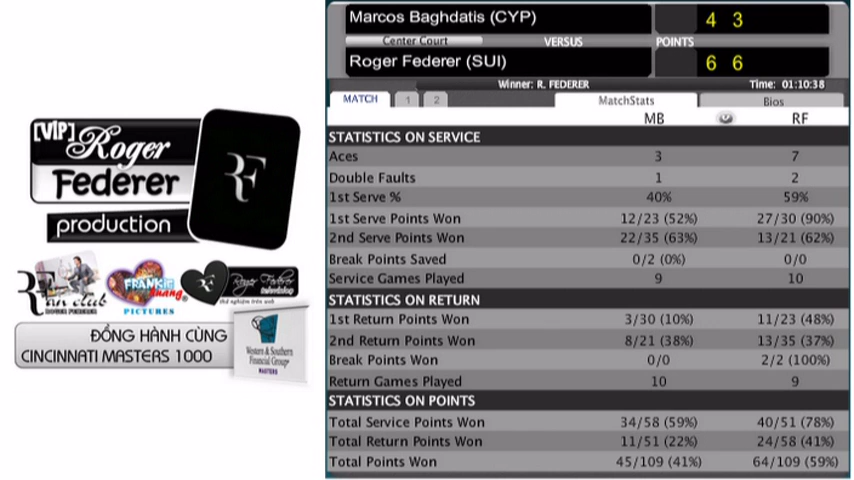 [VIP] Roger
Federer
production
RF
Fan club
ROGER FEDERER
FRANKIE
Huang®
PICTURES
Roger Federer
ĐỒNG HÀNH CÙNG
CINCINNATI MASTERS 1000
Western & Southern
Financial Group
MASTERS
Marcos Baghdatis (CYP) 4 3
Center Court VERSUS POINTS
Roger Federer (SUI) 6 6
Winner: R. FEDERER Time: 01:10:38
MATCH 1 2 MatchStats Bios
MB RF
STATISTICS ON SERVICE
Aces 3 7
Double Faults 1 2
1st Serve % 40% 59%
1st Serve Points Won 12/23 (52%) 27/30 (90%)
2nd Serve Points Won 22/35 (63%) 13/21 (62%)
Break Points Saved 0/2 (0%) 0/0
Service Games Played 9 10
STATISTICS ON RETURN
1st Return Points Won 3/30 (10%) 11/23 (48%)
2nd Return Points Won 8/21 (38%) 13/35 (37%)
Break Points Won 0/0 2/2 (100%)
Return Games Played 10 9
STATISTICS ON POINTS
Total Service Points Won 34/58 (59%) 40/51 (78%)
Total Return Points Won 11/51 (22%) 24/58 (41%)
Total Points Won 45/109 (41%) 64/109 (59%)